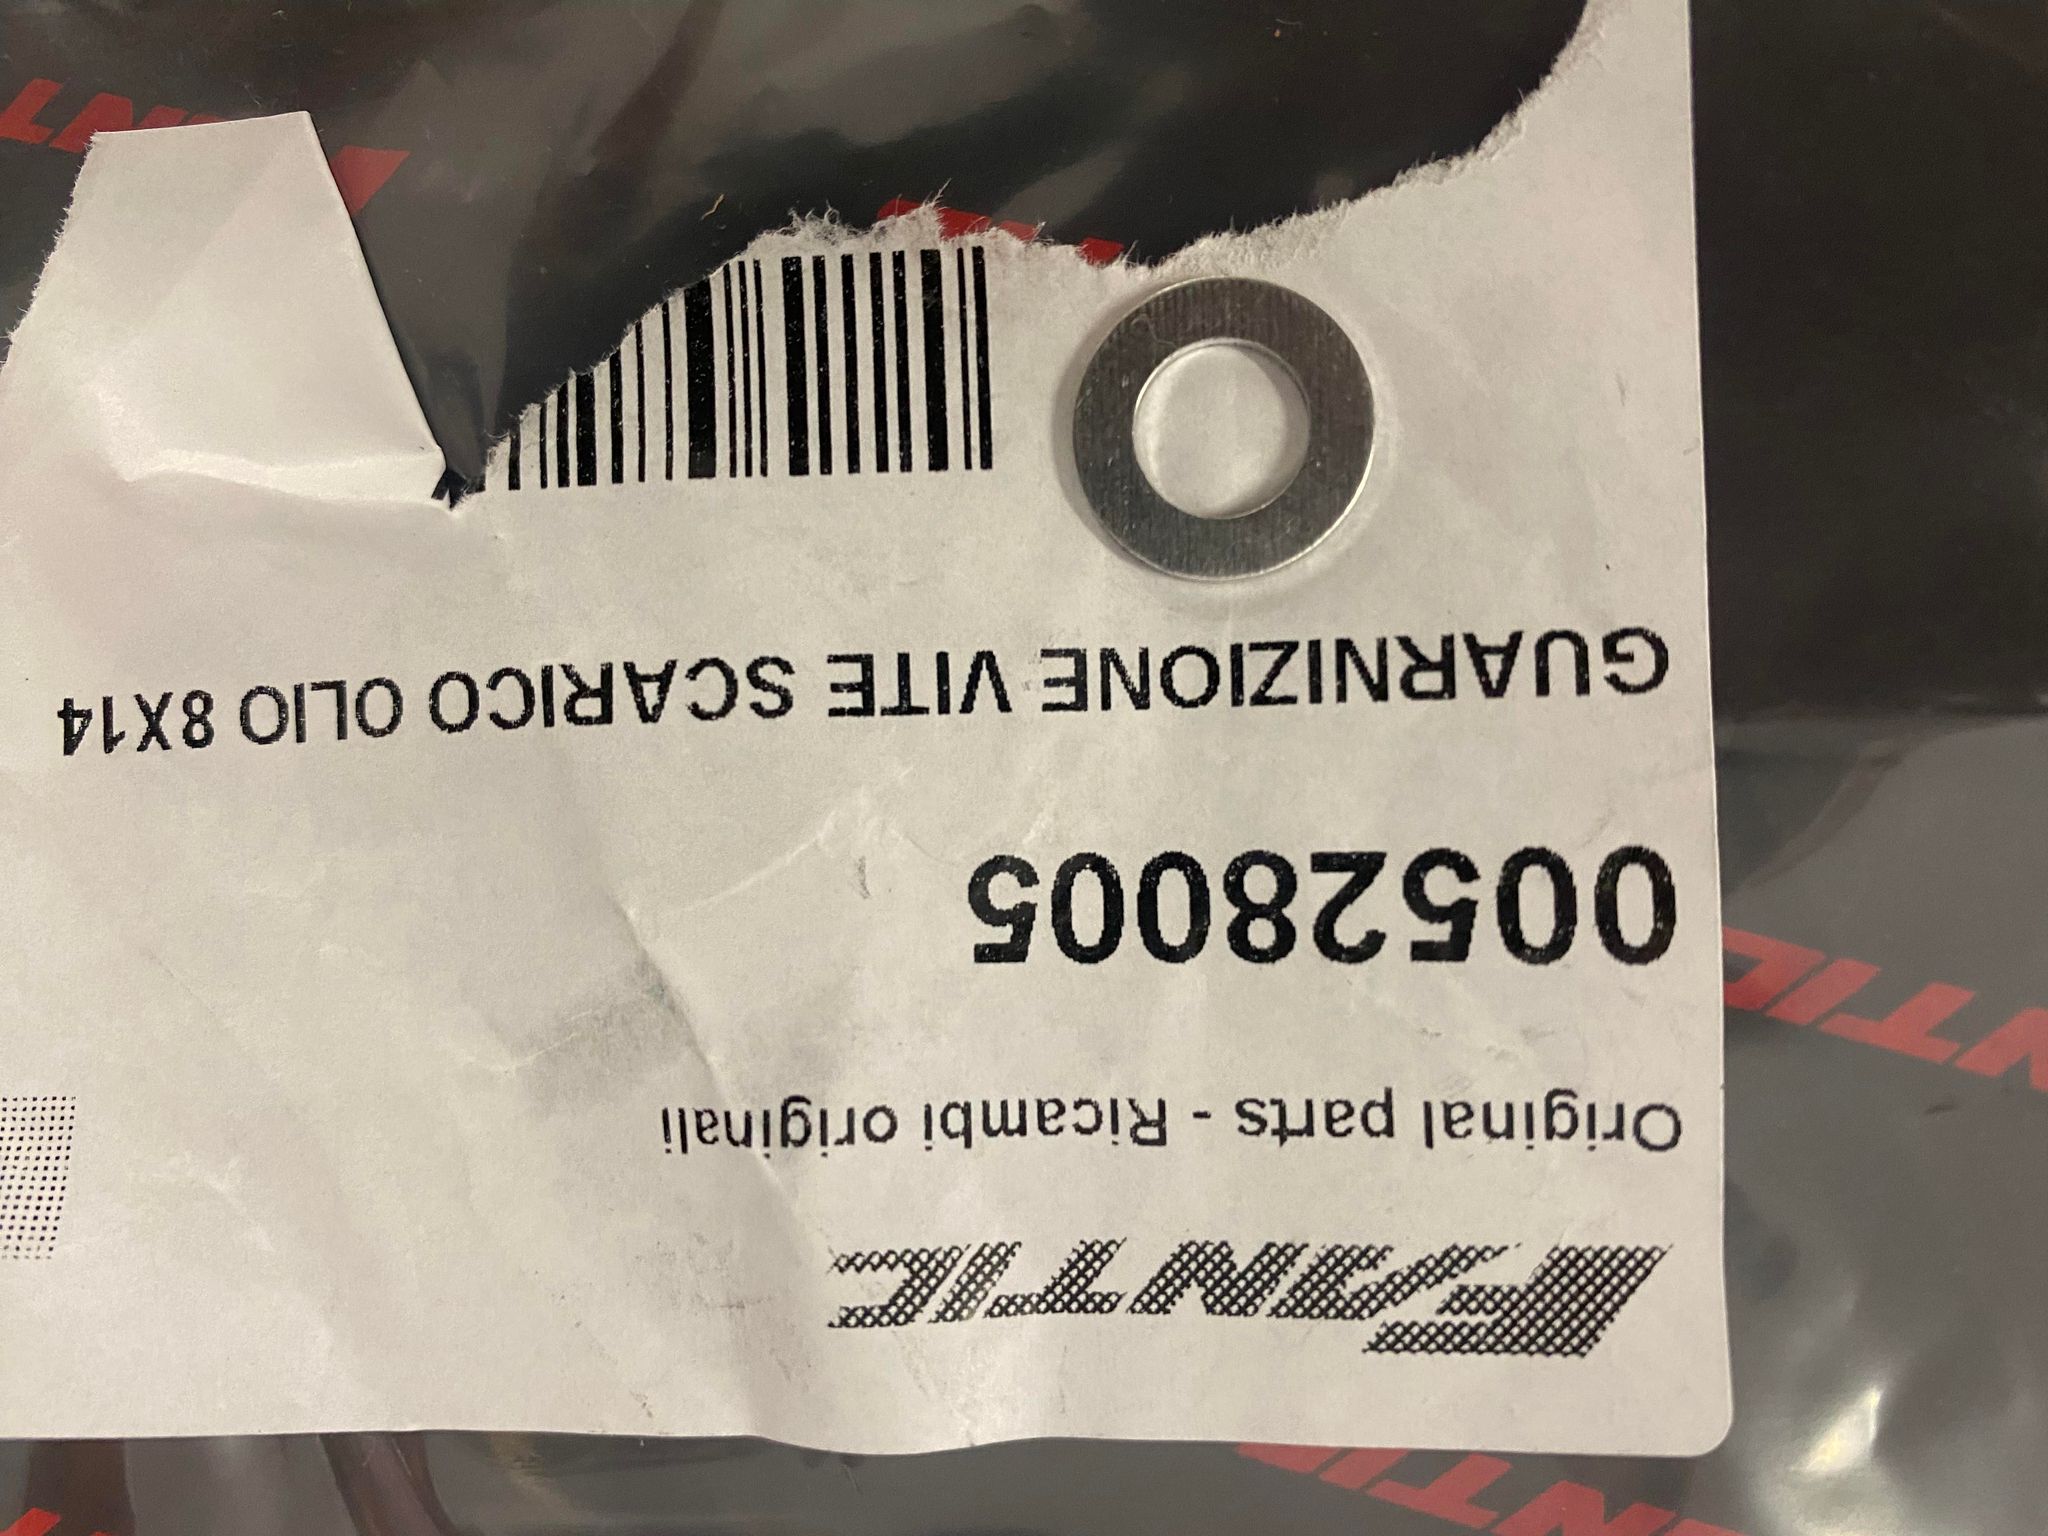 FANTIC
Original parts - Ricambi originali
00528005
GUARNIZIONE VITE SCARICO OLIO 8X14